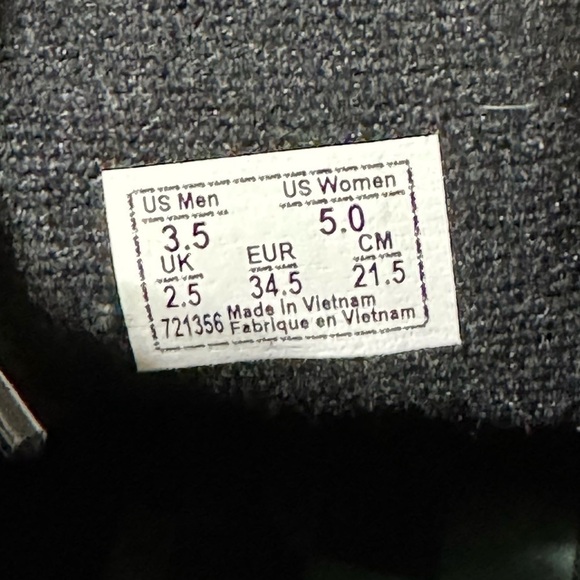 US Men US Women
3.5 5.0
UK EUR CM
2.5 34.5 21.5
721356 Made in Vietnam
Fabrique en Vietnam